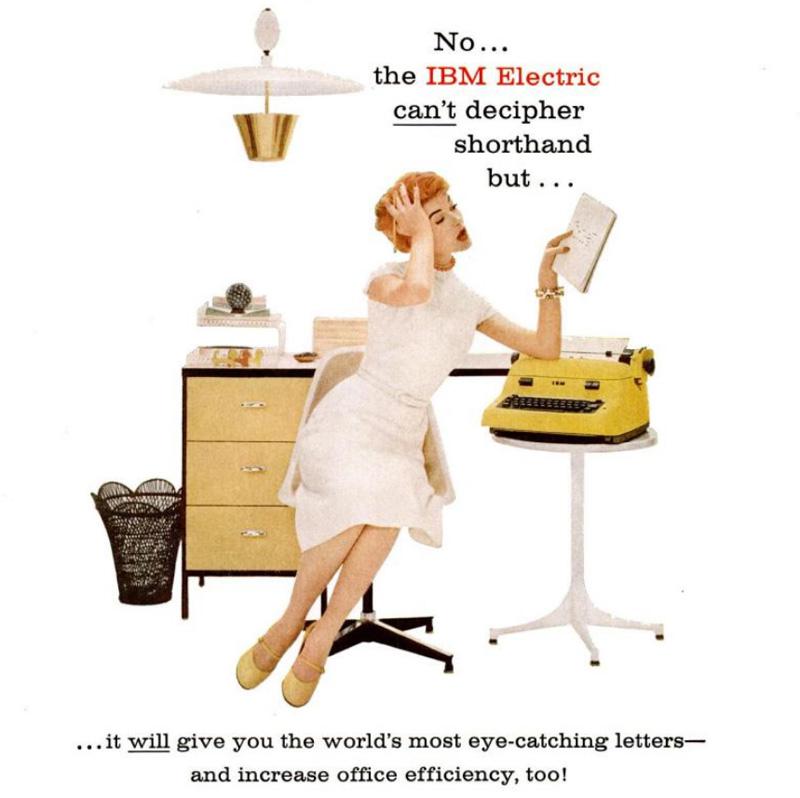 No...
the IBM Electric
can't decipher
shorthand
but...
IBM
...it will give you the world's most eye-catching letters—
and increase office efficiency, too!